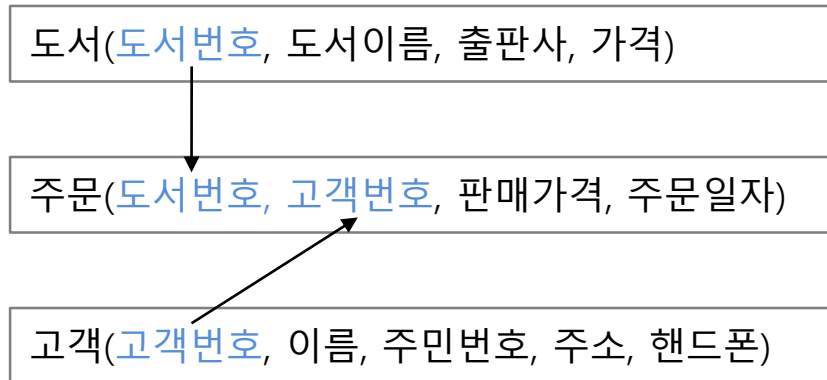 도서(도서번호, 도서이름, 출판사, 가격)
주문(도서번호, 고객번호, 판매가격, 주문일자)
고객(고객번호, 이름, 주민번호, 주소, 핸드폰)